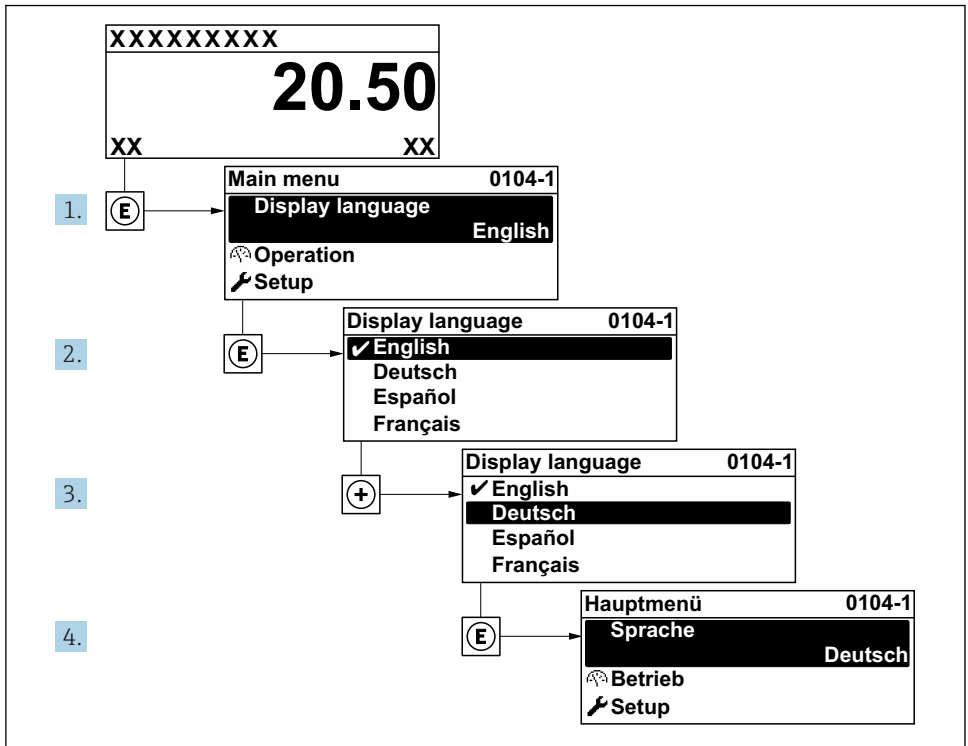 XXXXXXXXX
20.50
XX XX
1. E
Main menu 0104-1
Display language
English
Operation
Setup
2. E
Display language 0104-1
✔English
Deutsch
Español
Français
3. +
Display language 0104-1
✔English
Deutsch
Español
Français
4. E
Hauptmenü 0104-1
Sprache
Deutsch
Betrieb
Setup